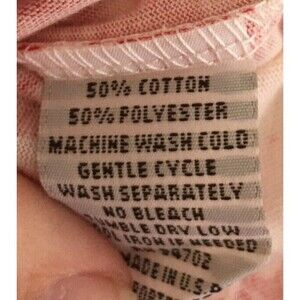 50% COTTON
50% POLYESTER
MACHINE WASH COLD
GENTLE CYCLE
WASH SEPARATELY
NO BLEACH
DRY LOW
IRON IF NEEDED
MADE IN U.S.A